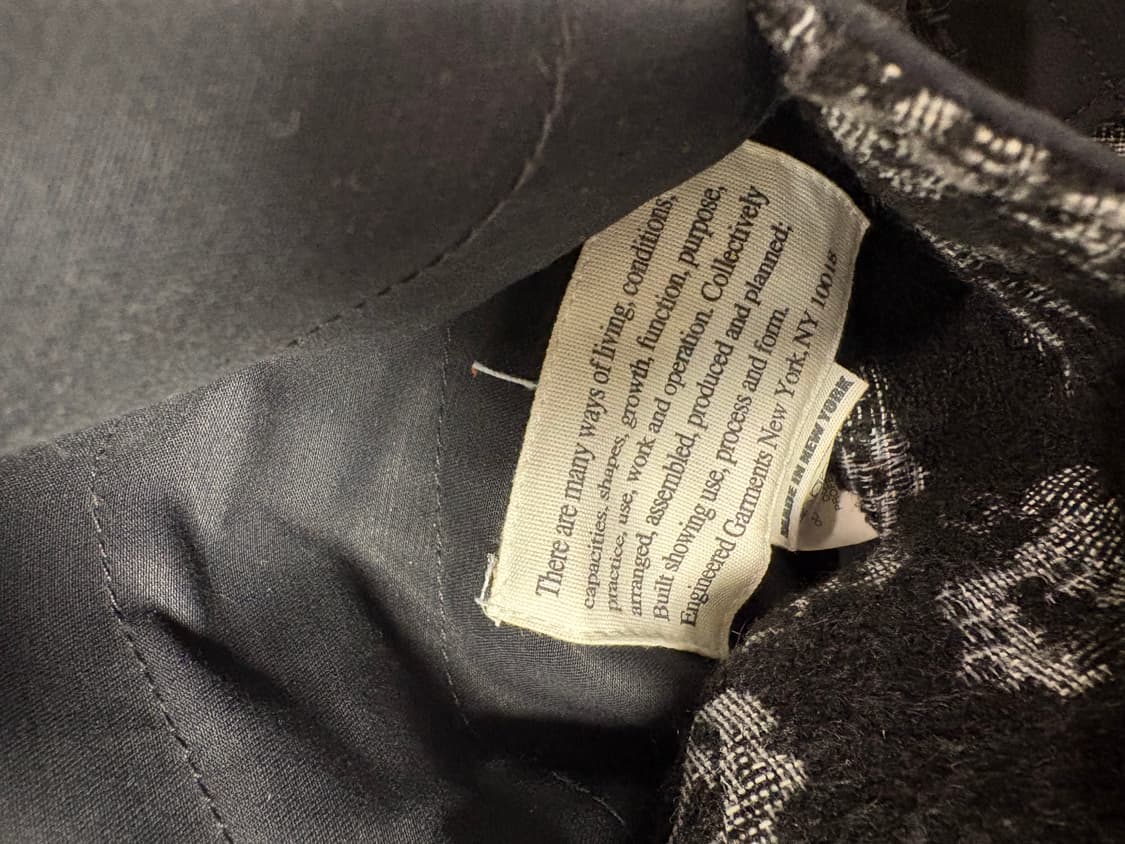 There are many ways of living, conditions,
capacities, shapes, growth, function, purpose,
practice, use, work and operation. Collectively
arranged, assembled, produced and planned;
Built showing use, process and form.
Engineered Garments New York, NY 10018
MADE IN NEW YORK